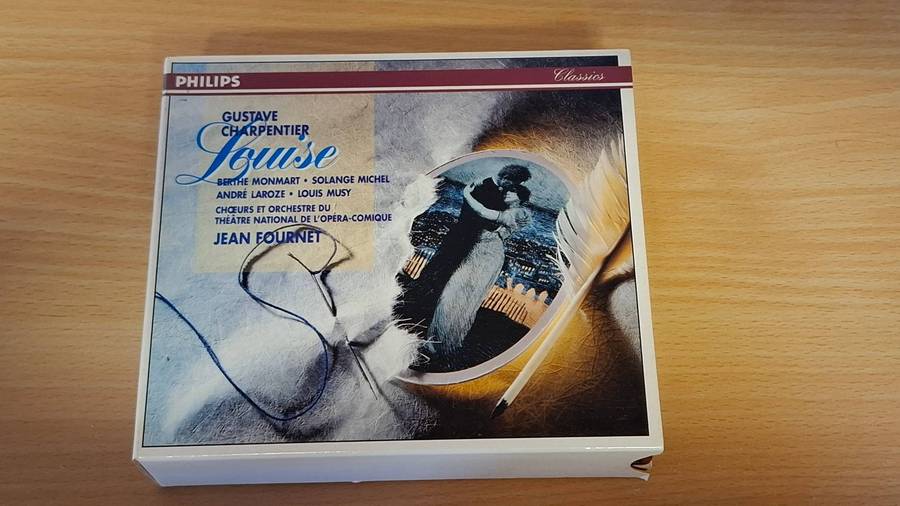 PHILIPS
Classics
GUSTAVE
CHARPENTIER
Louise
BERTHE MONMART • SOLANGE MICHEL
ANDRÉ LAROZE • LOUIS MUSY
CHŒURS ET ORCHESTRE DU
THÉÂTRE NATIONAL DE L'OPÉRA-COMIQUE
JEAN FOURNET